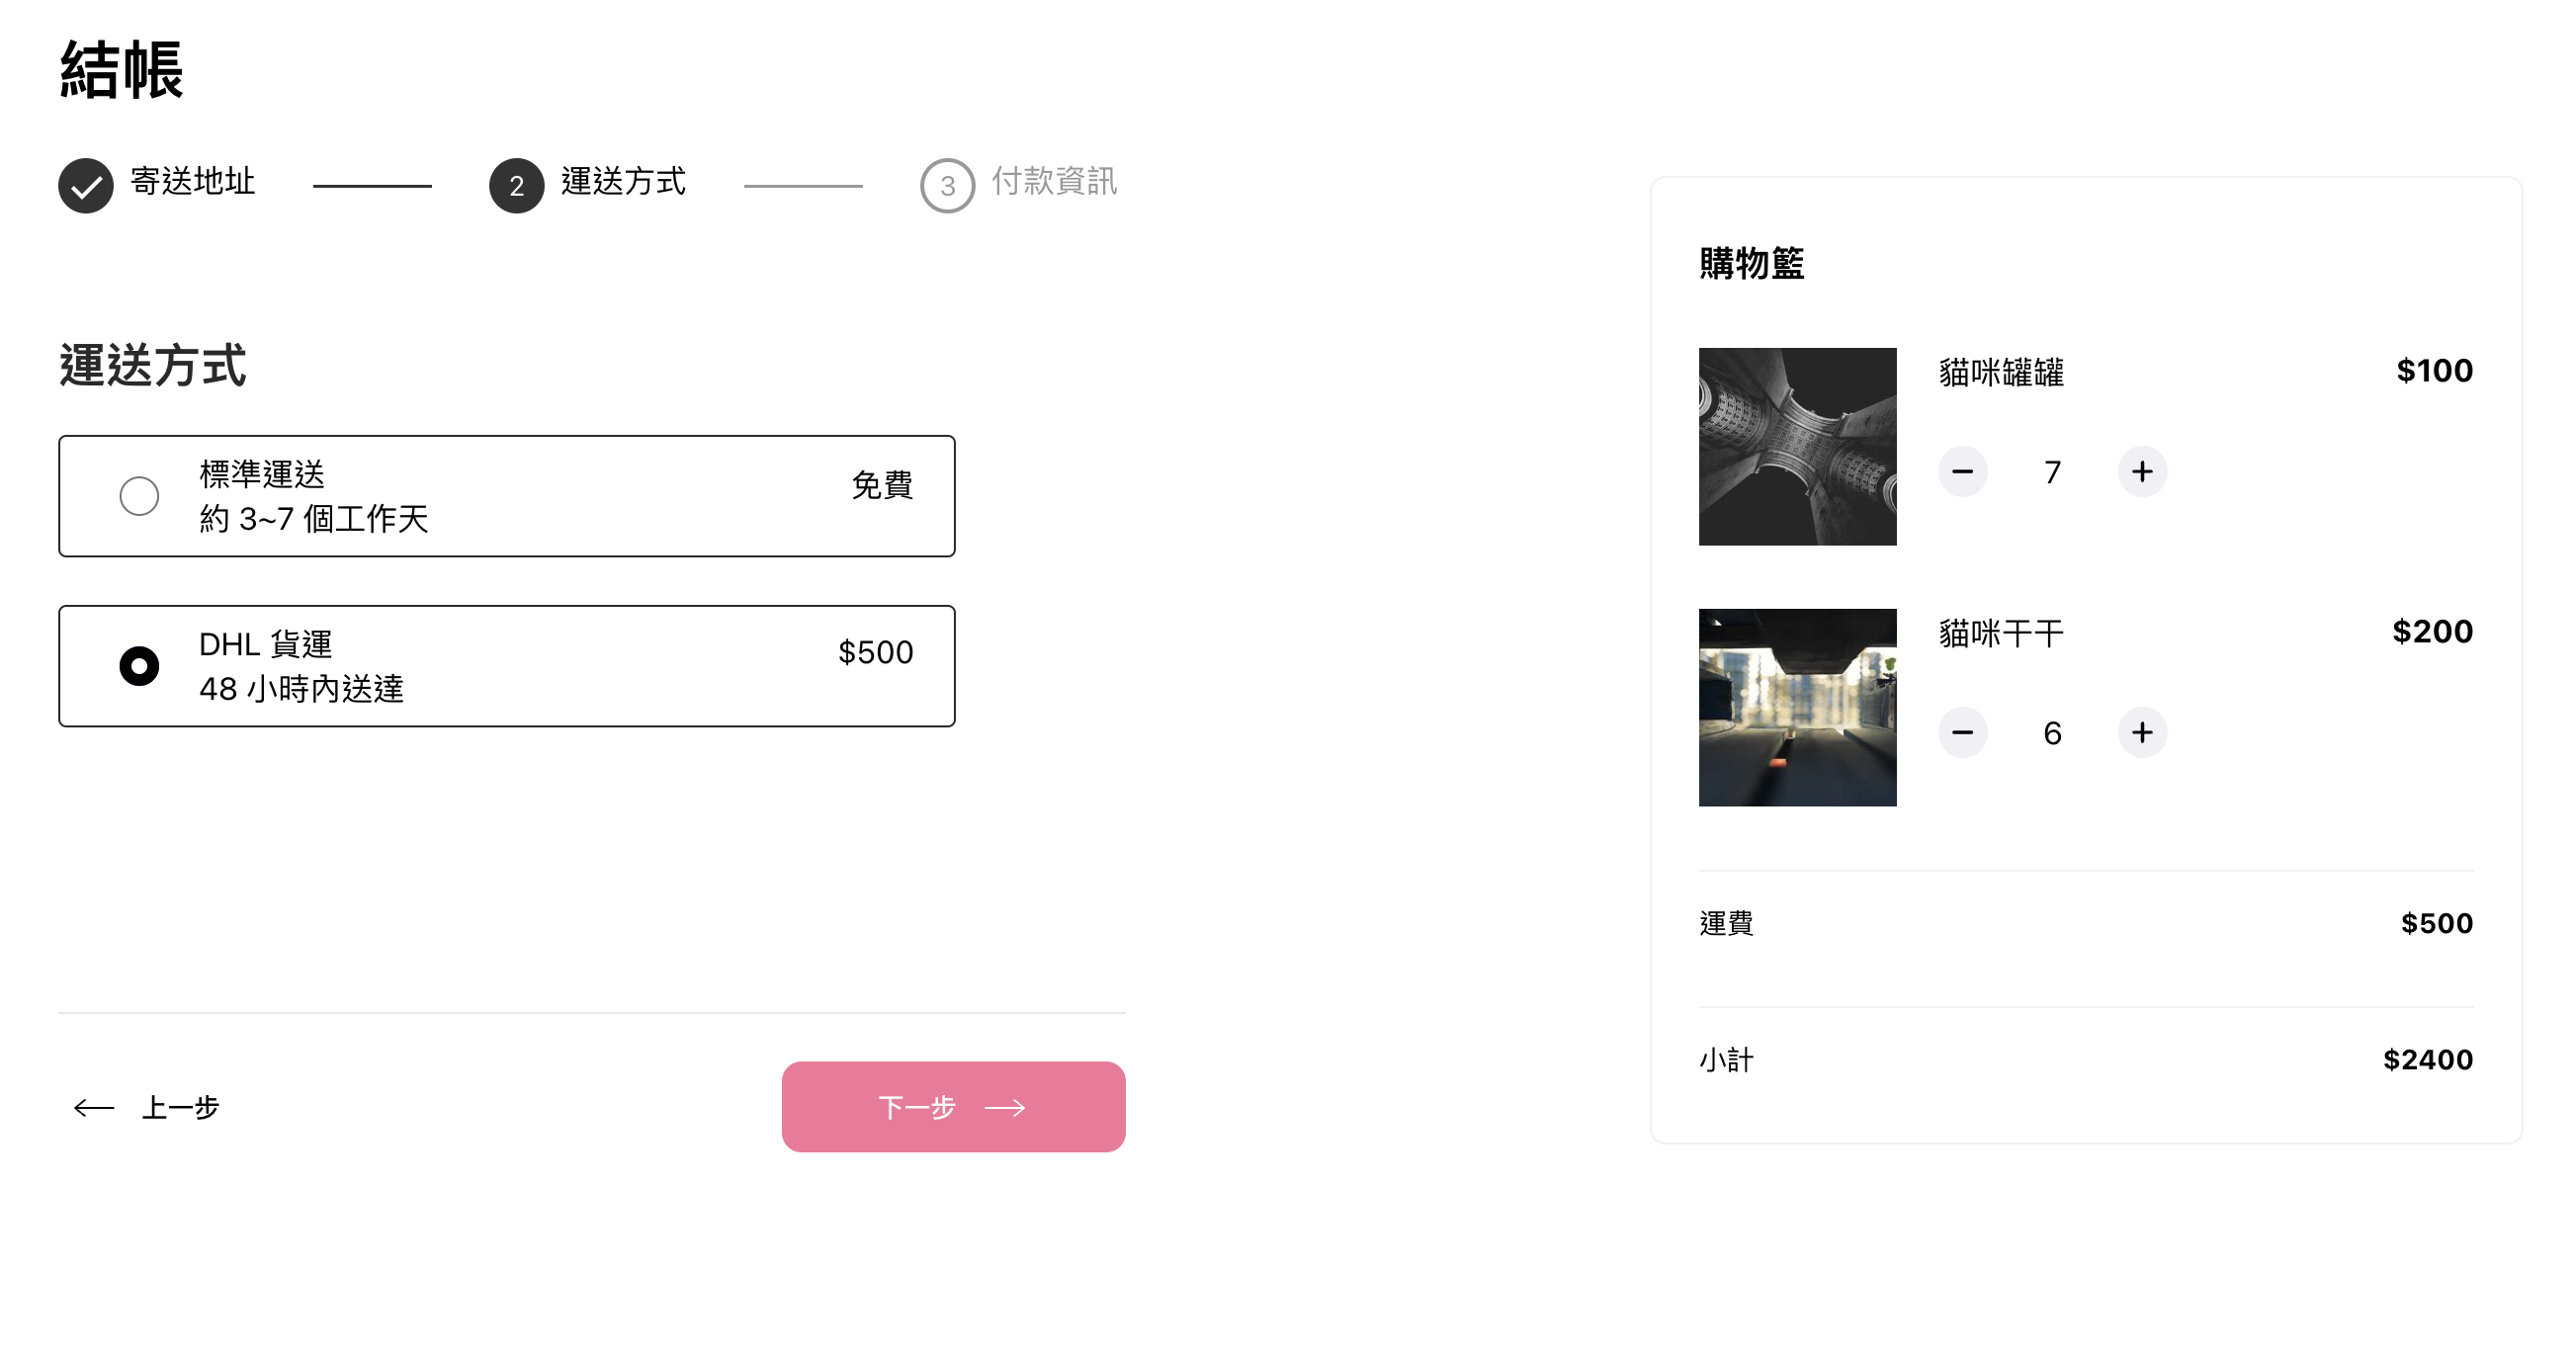 結帳
寄送地址
2 運送方式
3 付款資訊
運送方式
標準運送
約 3~7 個工作天
免費
DHL 貨運
48 小時內送達
$500
上一步
下一步
購物籃
貓咪罐罐
$100
7
貓咪干干
$200
6
運費
$500
小計
$2400